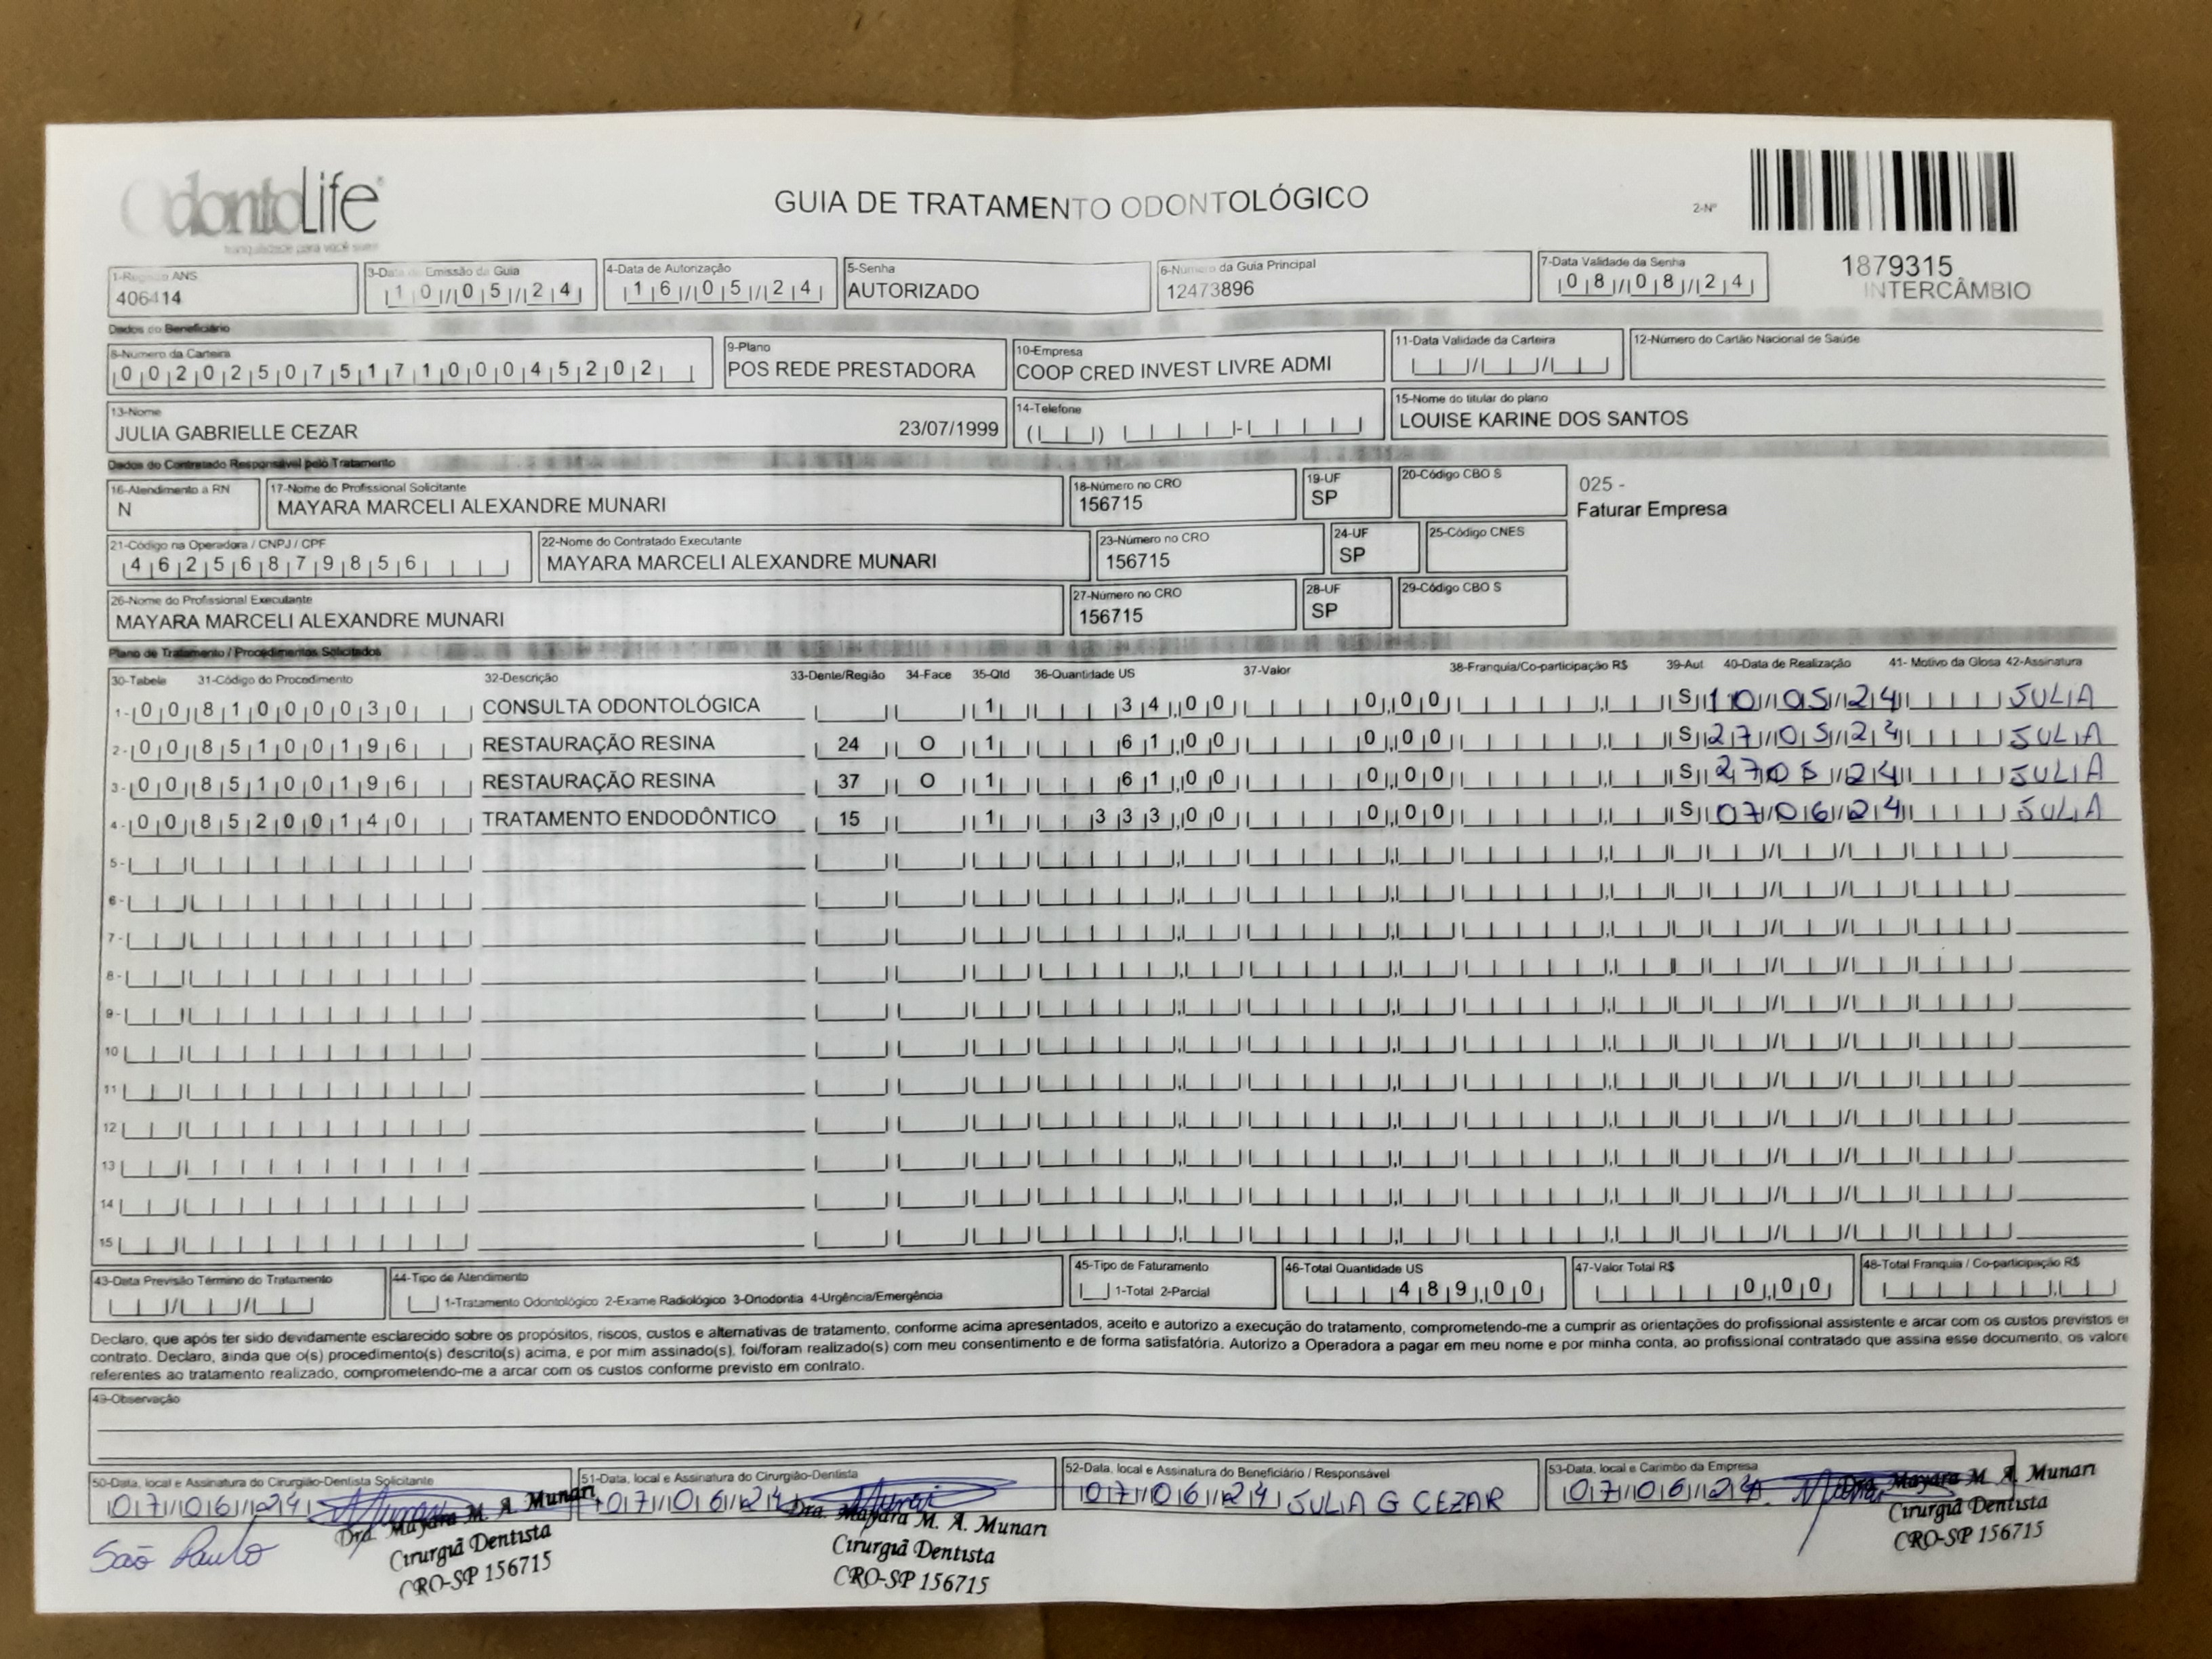 OdontoLife
tranquilidade para você sorrir
GUIA DE TRATAMENTO ODONTOLÓGICO
2-Nº
1879315
INTERCÂMBIO
1-Registro ANS
406414
3-Data de Emissão da Guia
10/05/24
4-Data de Autorização
16/05/24
5-Senha
AUTORIZADO
6-Número da Guia Principal
12473896
7-Data Validade da Senha
08/08/24
Dados do Beneficiário
8-Numero da Carteira
00202507517100045202
9-Plano
POS REDE PRESTADORA
10-Empresa
COOP CRED INVEST LIVRE ADMI
11-Data Validade da Carteira
12-Número do Cartão Nacional de Saúde
13-Nome
JULIA GABRIELLE CEZAR 23/07/1999
14-Telefone
15-Nome do titular do plano
LOUISE KARINE DOS SANTOS
Dados do Contratado Responsável pelo Tratamento
16-Atendimento a RN
N
17-Nome do Profissional Solicitante
MAYARA MARCELI ALEXANDRE MUNARI
18-Número no CRO
156715
19-UF
SP
20-Código CBO S
025 -
Faturar Empresa
21-Código na Operadora / CNPJ / CPF
46256879856
22-Nome do Contratado Executante
MAYARA MARCELI ALEXANDRE MUNARI
23-Número no CRO
156715
24-UF
SP
25-Código CNES
26-Nome do Profissional Executante
MAYARA MARCELI ALEXANDRE MUNARI
27-Número no CRO
156715
28-UF
SP
29-Código CBO S
Plano de Tratamento / Procedimentos Solicitados
30-Tabela 31-Código do Procedimento 32-Descrição 33-Dente/Região 34-Face 35-Qtd 36-Quantidade US 37-Valor 38-Franquia/Co-participação R$ 39-Aut 40-Data de Realização 41- Motivo da Glosa 42-Assinatura
1- 00 81000030 CONSULTA ODONTOLÓGICA 1 34,00 0,00 S 10/05/24 JULIA
2- 00 85100196 RESTAURAÇÃO RESINA 24 O 1 61,00 0,00 S 27/05/24 JULIA
3- 00 85100196 RESTAURAÇÃO RESINA 37 O 1 61,00 0,00 S 27/05/24 JULIA
4- 00 85200140 TRATAMENTO ENDODÔNTICO 15 1 333,00 0,00 S 07/06/24 JULIA
5-
6-
7-
8-
9-
10
11
12
13
14
15
43-Data Previsão Término do Tratamento
44-Tipo de Atendimento
1-Tratamento Odontológico 2-Exame Radiológico 3-Ortodontia 4-Urgência/Emergência
45-Tipo de Faturamento
1-Total 2-Parcial
46-Total Quantidade US
489,00
47-Valor Total R$
0,00
48-Total Franquia / Co-participação R$
Declaro, que após ter sido devidamente esclarecido sobre os propósitos, riscos, custos e alternativas de tratamento, conforme acima apresentados, aceito e autorizo a execução do tratamento, comprometendo-me a cumprir as orientações do profissional assistente e arcar com os custos previstos e
contrato. Declaro, ainda que o(s) procedimento(s) descrito(s) acima, e por mim assinado(s), foi/foram realizado(s) com meu consentimento e de forma satisfatória. Autorizo a Operadora a pagar em meu nome e por minha conta, ao profissional contratado que assina esse documento, os valore
referentes ao tratamento realizado, comprometendo-me a arcar com os custos conforme previsto em contrato.
49-Observação
50-Data, local e Assinatura do Cirurgião-Dentista Solicitante
07/06/24
São Paulo
Dra. Mayara M. A. Munari
Cirurgiã Dentista
CRO-SP 156715
51-Data, local e Assinatura do Cirurgião-Dentista
07/06/24
Dra. Mayara M. A. Munari
Cirurgiã Dentista
CRO-SP 156715
52-Data, local e Assinatura do Beneficiário / Responsável
07/06/24 JULIA G CEZAR
53-Data, local e Carimbo da Empresa
07/06/24
Dra. Mayara M. A. Munari
Cirurgiã Dentista
CRO-SP 156715